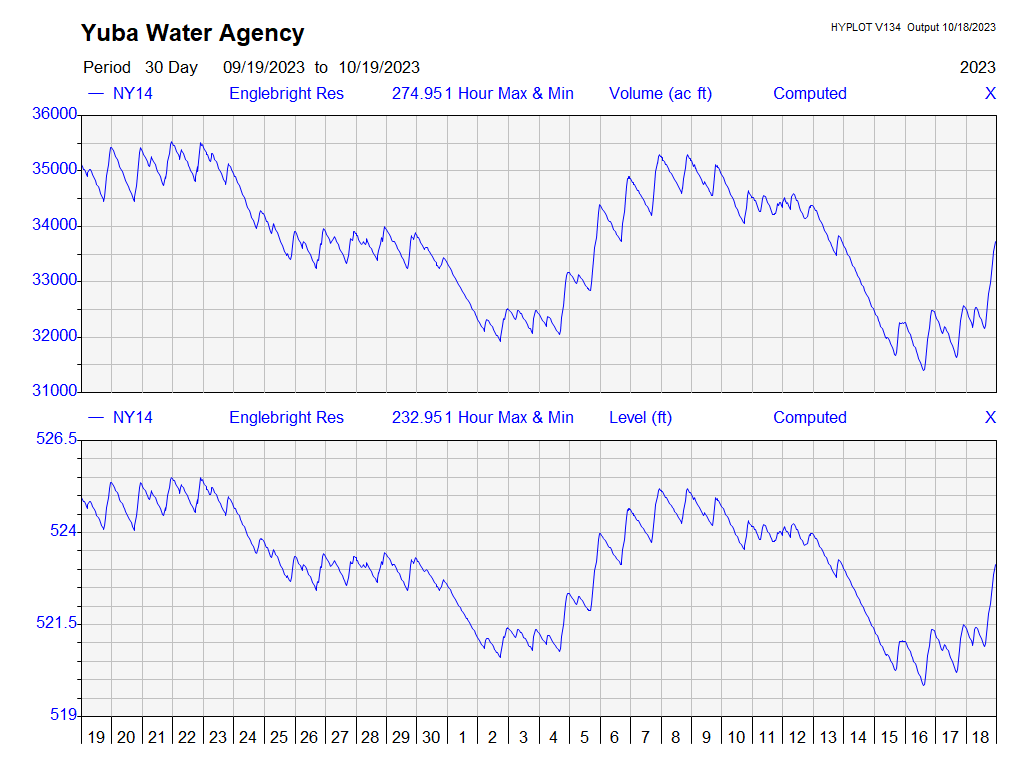 Yuba Water Agency
HYPLOT V134 Output 10/18/2023
Period 30 Day 09/19/2023 to 10/19/2023
2023
NY14 Englebright Res 274.951 Hour Max & Min Volume (ac ft) Computed X
36000
35000
34000
33000
32000
31000
NY14 Englebright Res 232.951 Hour Max & Min Level (ft) Computed X
526.5
524
521.5
519
19 20 21 22 23 24 25 26 27 28 29 30 1 2 3 4 5 6 7 8 9 10 11 12 13 14 15 16 17 18